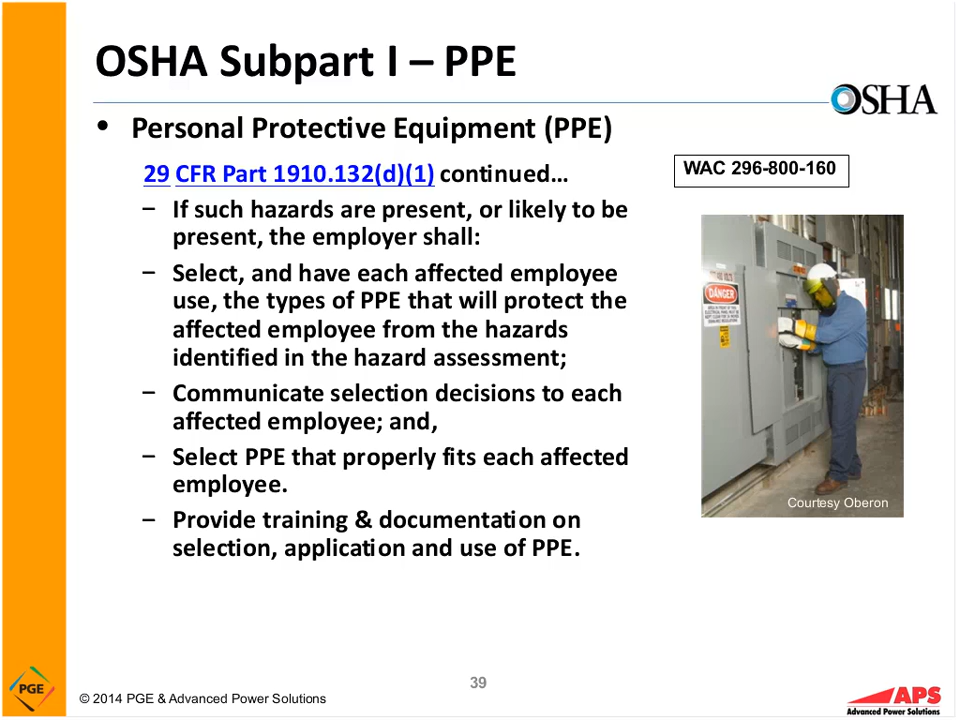 OSHA Subpart I – PPE
OSHA
• Personal Protective Equipment (PPE)
WAC 296-800-160
29 CFR Part 1910.132(d)(1) continued…
– If such hazards are present, or likely to be
present, the employer shall:
– Select, and have each affected employee
use, the types of PPE that will protect the
affected employee from the hazards
identified in the hazard assessment;
– Communicate selection decisions to each
affected employee; and,
– Select PPE that properly fits each affected
employee.
– Provide training & documentation on
selection, application and use of PPE.
DANGER
Courtesy Oberon
PGE
© 2014 PGE & Advanced Power Solutions
39
APS
Advanced Power Solutions